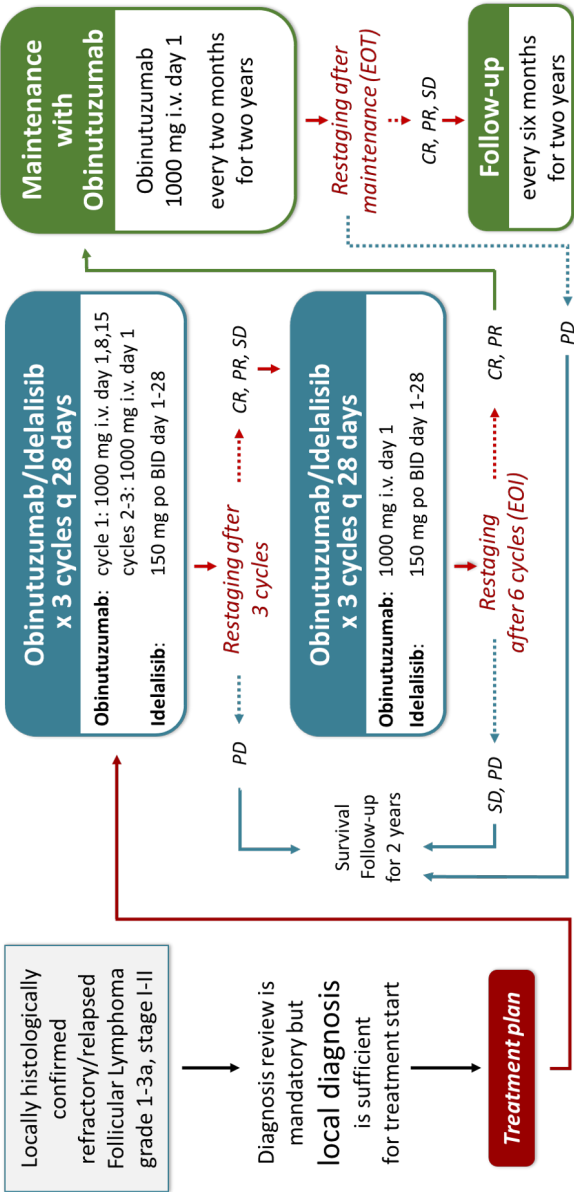 Locally histologically
confirmed
refractory/relapsed
Follicular Lymphoma
grade 1-3a, stage I-II
Diagnosis review is
mandatory but
local diagnosis
is sufficient
for treatment start
Treatment plan
Obinutuzumab/Idelalisib
x 3 cycles q 28 days
Obinutuzumab: cycle 1: 1000 mg i.v. day 1,8,15
cycles 2-3: 1000 mg i.v. day 1
Idelalisib: 150 mg po BID day 1-28
Restaging after
3 cycles
PD
CR, PR, SD
Survival
Follow-up
for 2 years
Obinutuzumab/Idelalisib
x 3 cycles q 28 days
Obinutuzumab: 1000 mg i.v. day 1
Idelalisib: 150 mg po BID day 1-28
Restaging
after 6 cycles (EOI)
SD, PD
CR, PR
Maintenance
with
Obinutuzumab
Obinutuzumab
1000 mg i.v. day 1
every two months
for two years
Restaging after
maintenance (EOT)
CR, PR, SD
PD
Follow-up
every six months
for two years